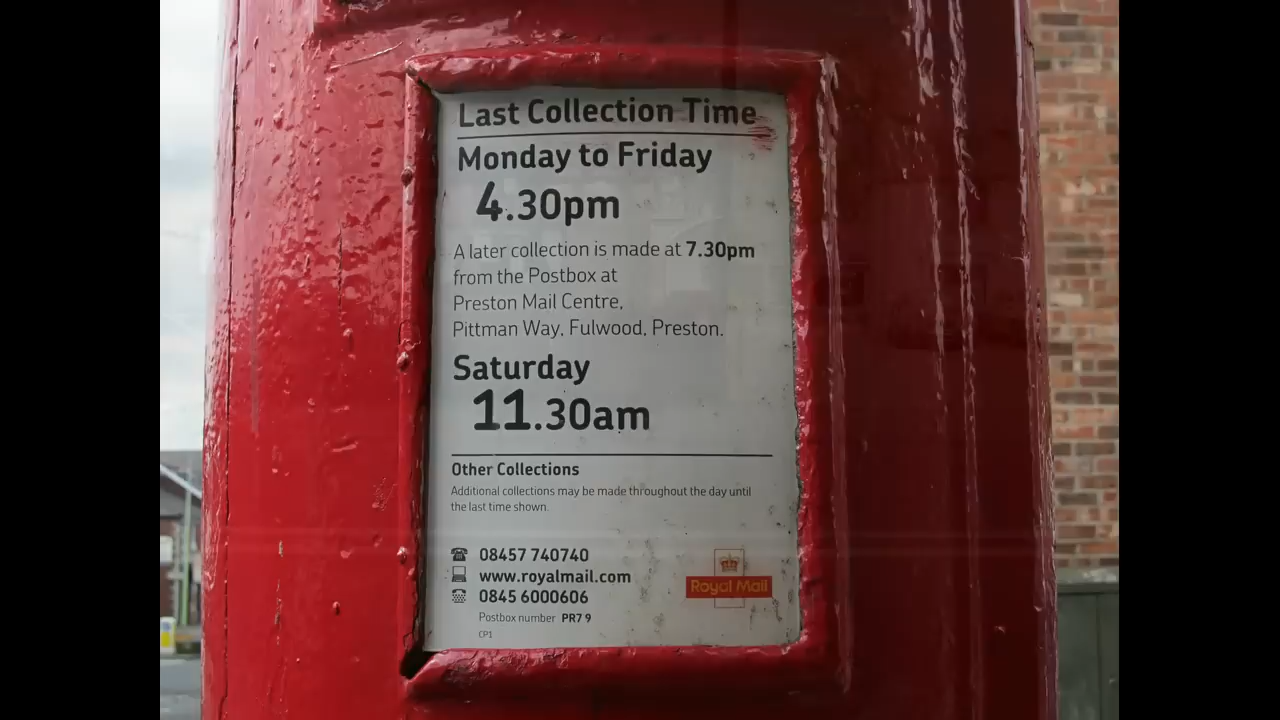 Last Collection Time
Monday to Friday
4.30pm
A later collection is made at 7.30pm
from the Postbox at
Preston Mail Centre,
Pittman Way, Fulwood, Preston.
Saturday
11.30am
Other Collections
Additional collections may be made throughout the day until
the last time shown.
08457 740740
www.royalmail.com
0845 6000606
Royal Mail
Postbox number PR7 9
CP1